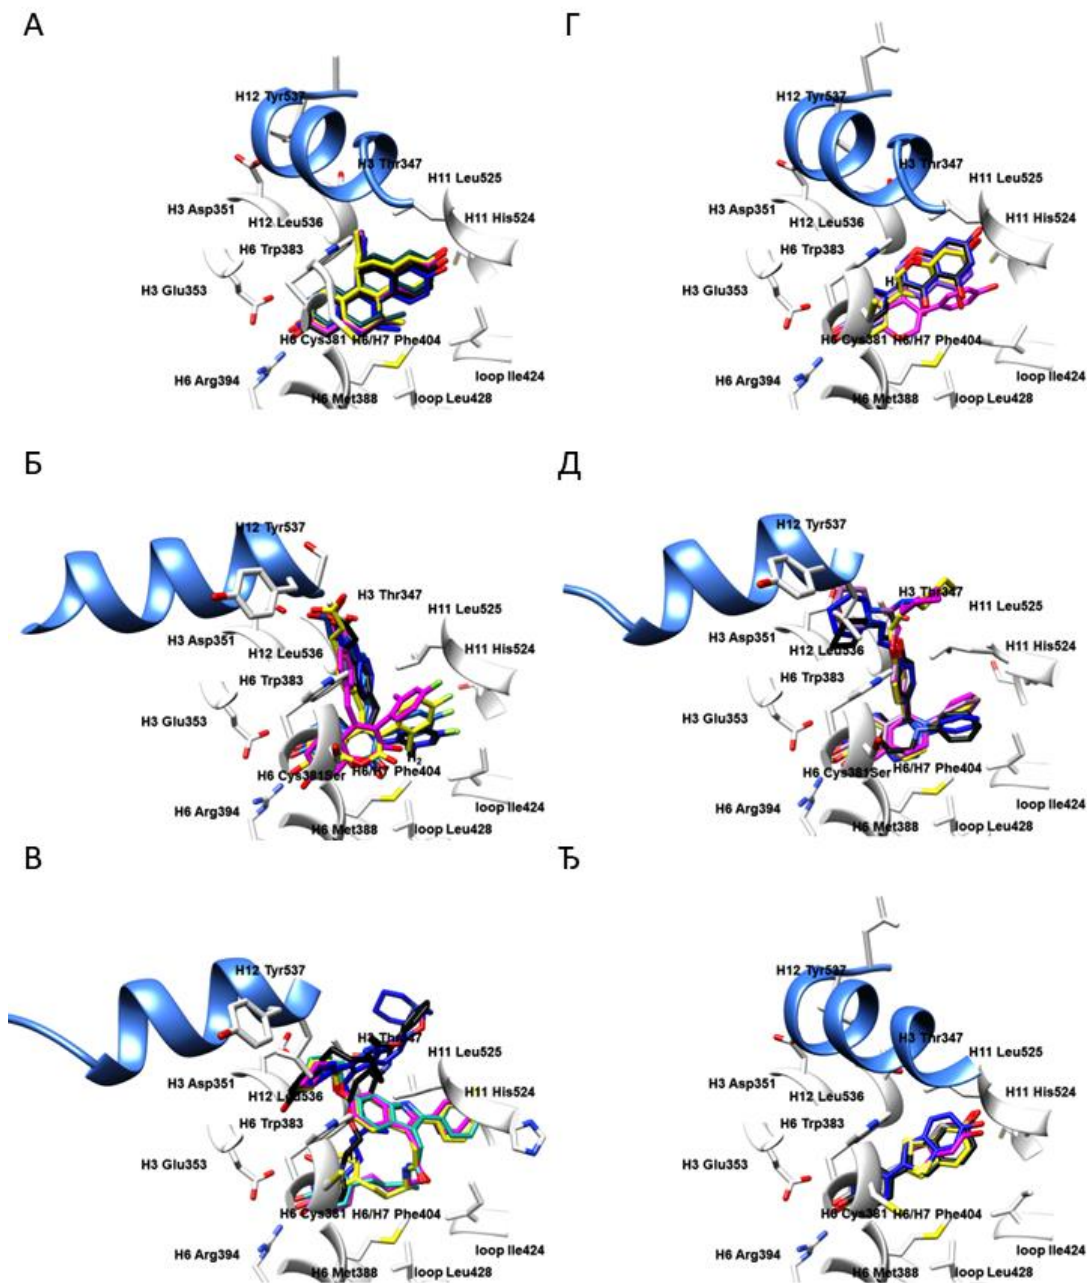 А
H12 Tyr537
H3 Thr347
H11 Leu525
H3 Asp351
H12 Leu536
H11 His524
H6 Trp383
H3 Glu353
H6 Cys381 H6/H7 Phe404
H6 Arg394
loop Ile424
H6 Met388
loop Leu428
Г
H12 Tyr537
H3 Thr347
H11 Leu525
H3 Asp351
H12 Leu536
H11 His524
H6 Trp383
H3 Glu353
H6 Cys381 H6/H7 Phe404
H6 Arg394
loop Ile424
H6 Met388
loop Leu428
Б
H12 Tyr537
H3 Thr347
H11 Leu525
H3 Asp351
H12 Leu536
H11 His524
H6 Trp383
H3 Glu353
H6 Cys381Ser
H6/H7 Phe404
H6 Arg394
loop Ile424
H6 Met388
loop Leu428
Д
H12 Tyr537
H3 Thr347
H11 Leu525
H3 Asp351
H12 Leu536
H11 His524
H6 Trp383
H3 Glu353
H6 Cys381Ser
H6/H7 Phe404
H6 Arg394
loop Ile424
H6 Met388
loop Leu428
В
H12 Tyr537
H3 Thr347
H11 Leu525
H3 Asp351
H12 Leu536
H11 His524
H6 Trp383
H3 Glu353
H6 Cys381 H6/H7 Phe404
H6 Arg394
loop Ile424
H6 Met388
loop Leu428
Ђ
H12 Tyr537
H3 Thr347
H11 Leu525
H3 Asp351
H12 Leu536
H11 His524
H6 Trp383
H3 Glu353
H6 Cys381 H6/H7 Phe404
H6 Arg394
loop Ile424
H6 Met388
loop Leu428